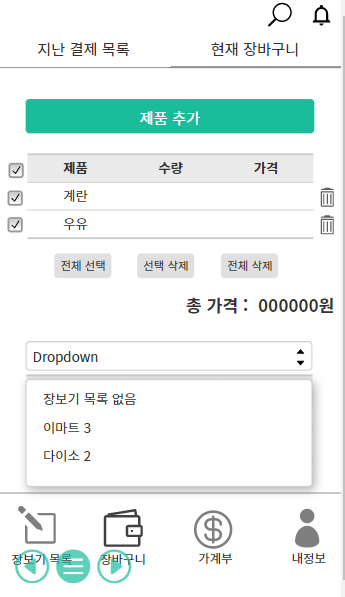 지난 결제 목록 현재 장바구니
제품 추가
제품 수량 가격
계란
우유
전체 선택 선택 삭제 전체 삭제
총 가격 : 000000원
Dropdown
장보기 목록 없음
이마트 3
다이소 2
장보기 목록 장바구니 가계부 내정보